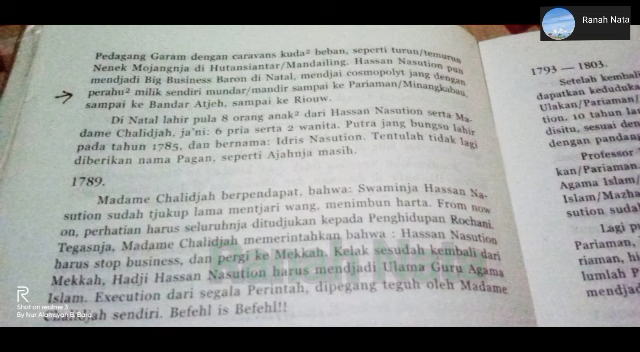 Ranah Nata
Pedagang Garam dengan caravans kuda² beban, seperti turun/temurun
Nenek Mojangnja di Hutansiantar/Mandailing. Hassan Nasution pun
mendjadi Big Business Baron di Natal, mendjai cosmopolyt jang dengan
perahu² milik sendiri mundar/mandir sampai ke Pariaman/Minangkabau,
sampai ke Bandar Atjeh, sampai ke Riouw.
Di Natal lahir pula 8 orang anak² dari Hassan Nasution serta Ma-
dame Chalidjah, ja'ni: 6 pria serta 2 wanita. Putra jang bungsu lahir
pada tahun 1785, dan bernama: Idris Nasution. Tentulah tidak lagi
diberikan nama Pagan, seperti Ajahnja masih.
1789.
Madame Chalidjah berpendapat, bahwa: Swaminja Hassan Na-
sution sudah tjukup lama mentjari wang, menimbun harta. From now
on, perhatian harus seluruhnja ditudjukan kepada Penghidupan Rochani.
Tegasnja, Madame Chalidjah memerintahkan bahwa : Hassan Nasution
harus stop business, dan pergi ke Mekkah. Kelak sesudah kembali dari
Mekkah, Hadji Hassan Nasution harus mendjadi Ulama Guru Agama
Islam. Execution dari segala Perintah, dipegang teguh oleh Madame
Chalidjah sendiri. Befehl is Befehl!!
1793 — 1803.
Setelah kembal
dapatkan keduduka
Ulakan/Pariaman/
tion, 10 tahun la
disitu, sesuai den
dengan pandan
Professor
kan/Pariaman
Agama Islam/
Islam/Mazha
sution sudah
Lagi pu
Pariaman,
riaman, hi
lumlah P
mendjad
R
Shot on realme 3
By Nur Alamsyah B. Bara